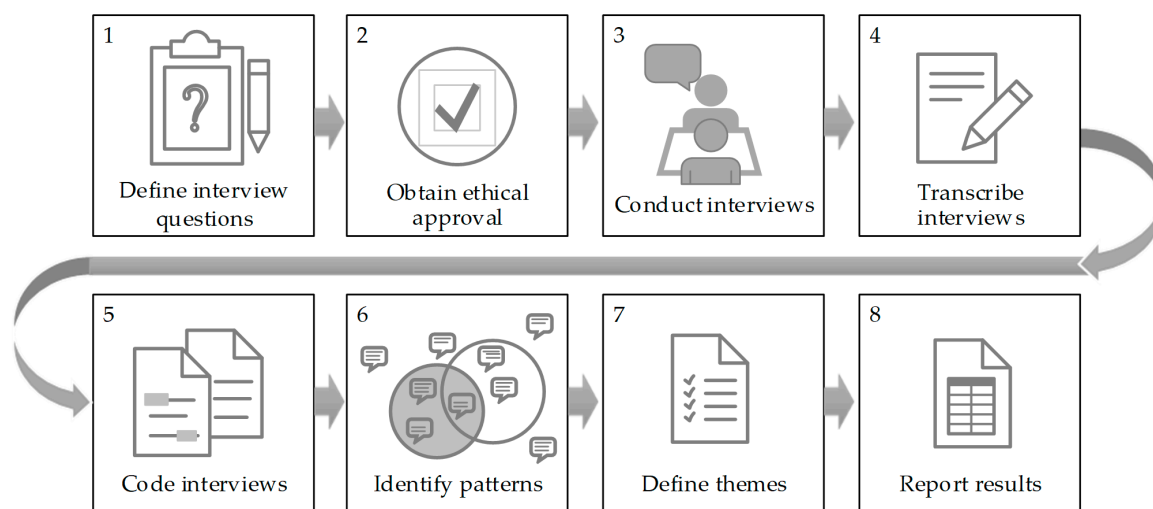 1
Define interview
questions
2
Obtain ethical
approval
3
Conduct interviews
4
Transcribe
interviews
5
Code interviews
6
Identify patterns
7
Define themes
8
Report results